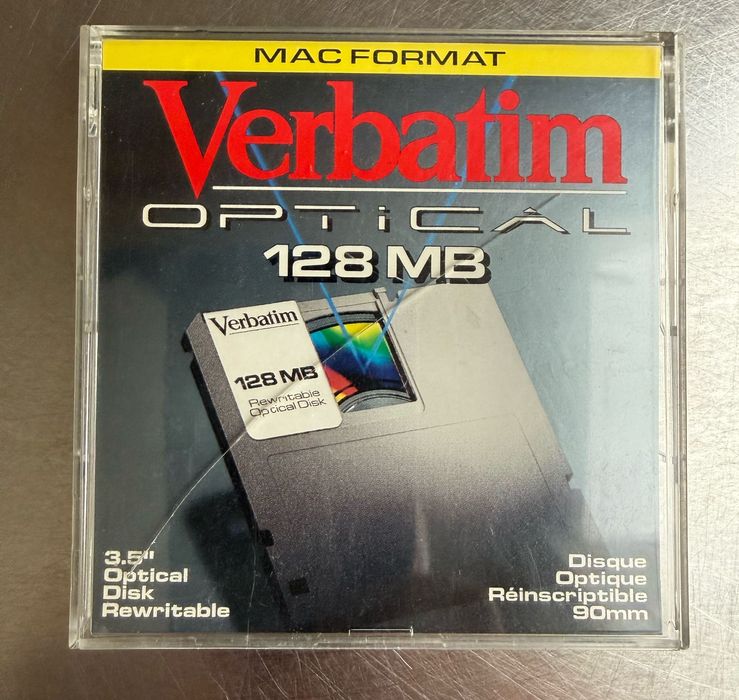 MAC FORMAT
Verbatim
OPTiCAL
128 MB
Verbatim
128 MB
Rewritable
Optical Disk
3.5"
Optical
Disk
Rewritable
Disque
Optique
Réinscriptible
90mm